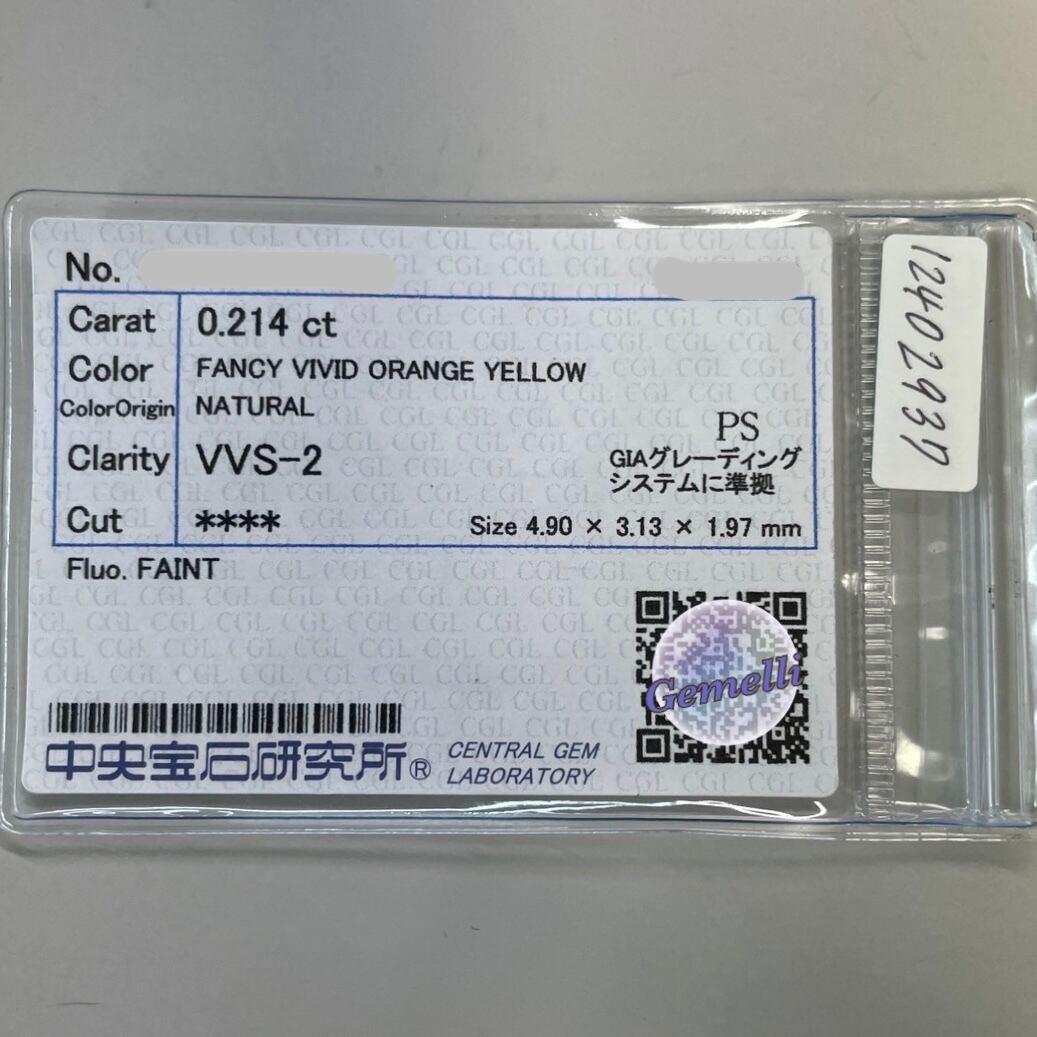 No.
Carat 0.214 ct
Color FANCY VIVID ORANGE YELLOW
ColorOrigin NATURAL
PS
Clarity VVS-2
GIAグレーディング
システムに準拠
Cut ****
Size 4.90 × 3.13 × 1.97 mm
Fluo. FAINT
Gemelli
中央宝石研究所®
CENTRAL GEM
LABORATORY
12402937